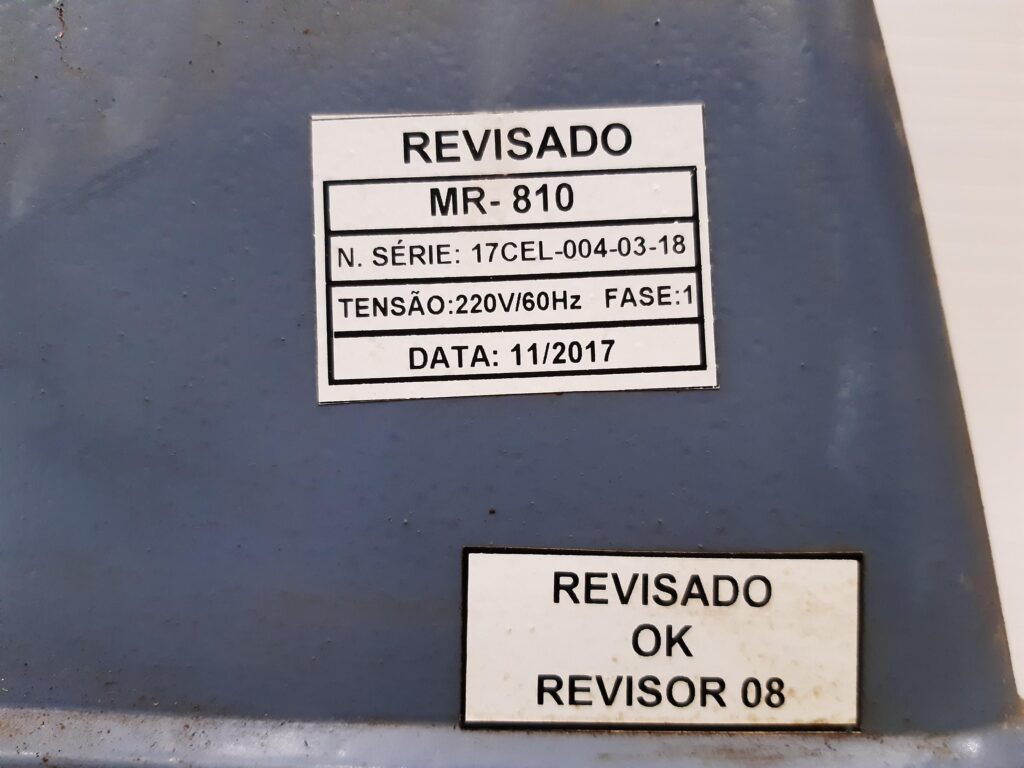 REVISADO
MR- 810
N. SÉRIE: 17CEL-004-03-18
TENSÃO:220V/60Hz FASE:1
DATA: 11/2017
REVISADO
OK
REVISOR 08